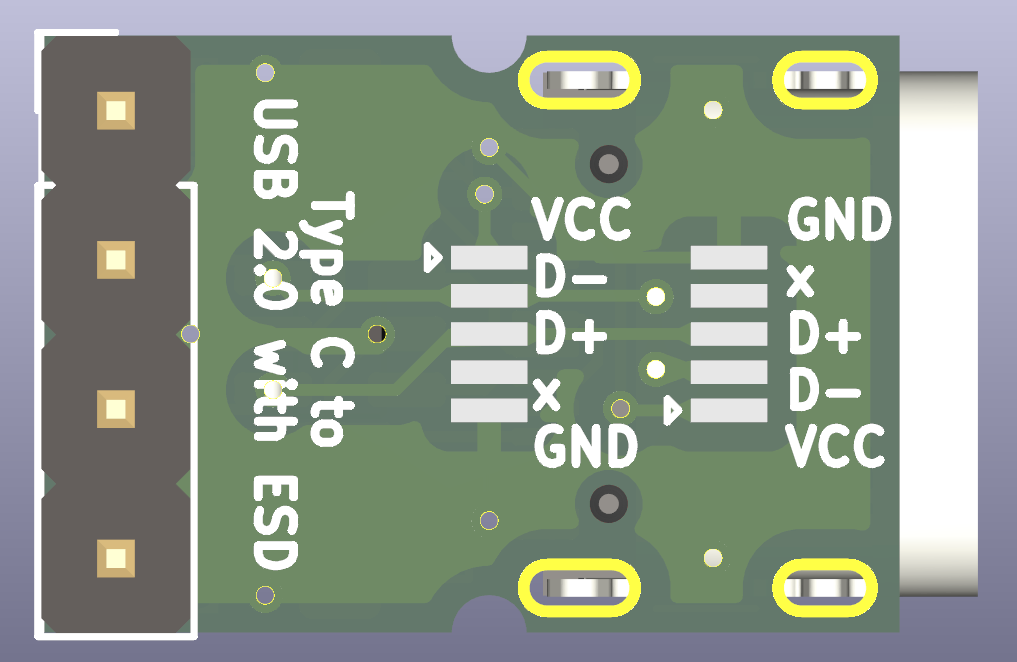 USB 2.0 with ESD
Type C to
VCC
D-
D+
x
GND
GND
x
D+
D-
VCC